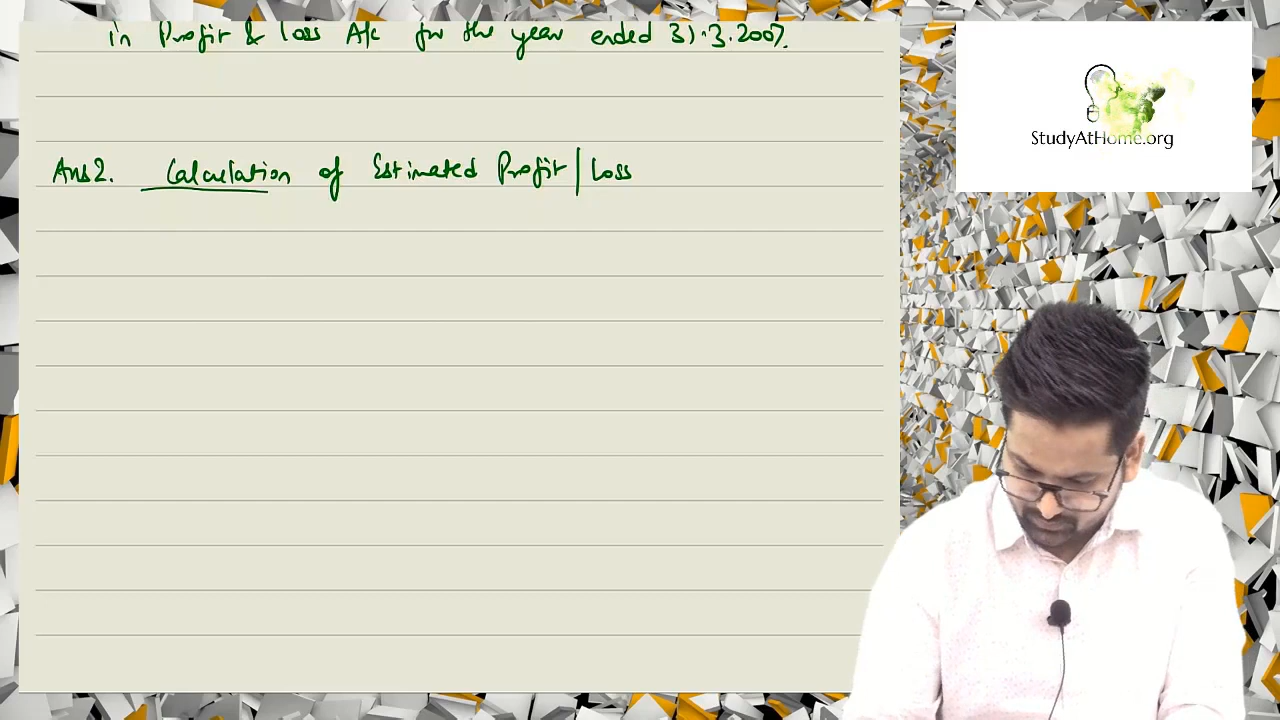 in Profit & Loss A/c for the year ended 31.3.2007.
Ans2. Calculation of Estimated Profit | Loss
StudyAtHome.org